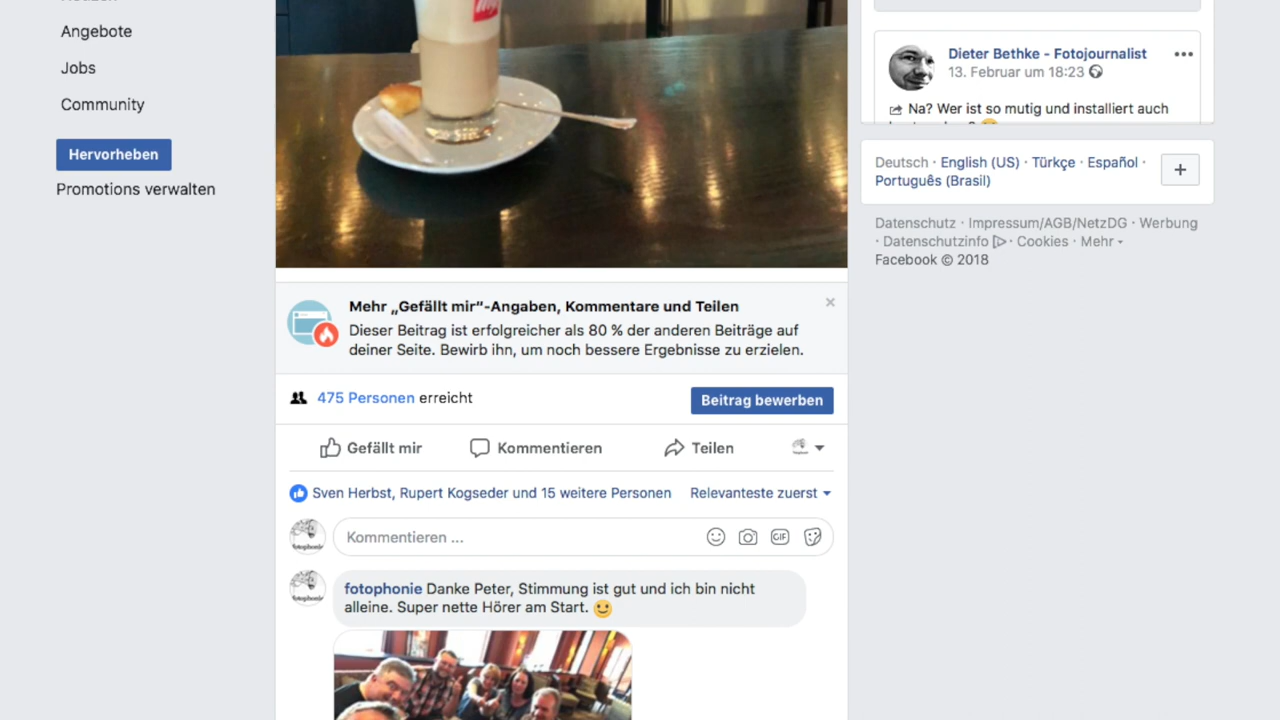 Angebote
Jobs
Community
Hervorheben
Promotions verwalten
Mehr „Gefällt mir“-Angaben, Kommentare und Teilen
Dieser Beitrag ist erfolgreicher als 80 % der anderen Beiträge auf
deiner Seite. Bewirb ihn, um noch bessere Ergebnisse zu erzielen.
475 Personen erreicht
Beitrag bewerben
Gefällt mir
Kommentieren
Teilen
Sven Herbst, Rupert Kogseder und 15 weitere Personen
Relevanteste zuerst
Kommentieren ...
GIF
fotophonie Danke Peter, Stimmung ist gut und ich bin nicht
alleine. Super nette Hörer am Start.
Dieter Bethke - Fotojournalist
13. Februar um 18:23
Na? Wer ist so mutig und installiert auch
Deutsch · English (US) · Türkçe · Español ·
Português (Brasil)
Datenschutz · Impressum/AGB/NetzDG · Werbung
· Datenschutzinfo · Cookies · Mehr
Facebook © 2018